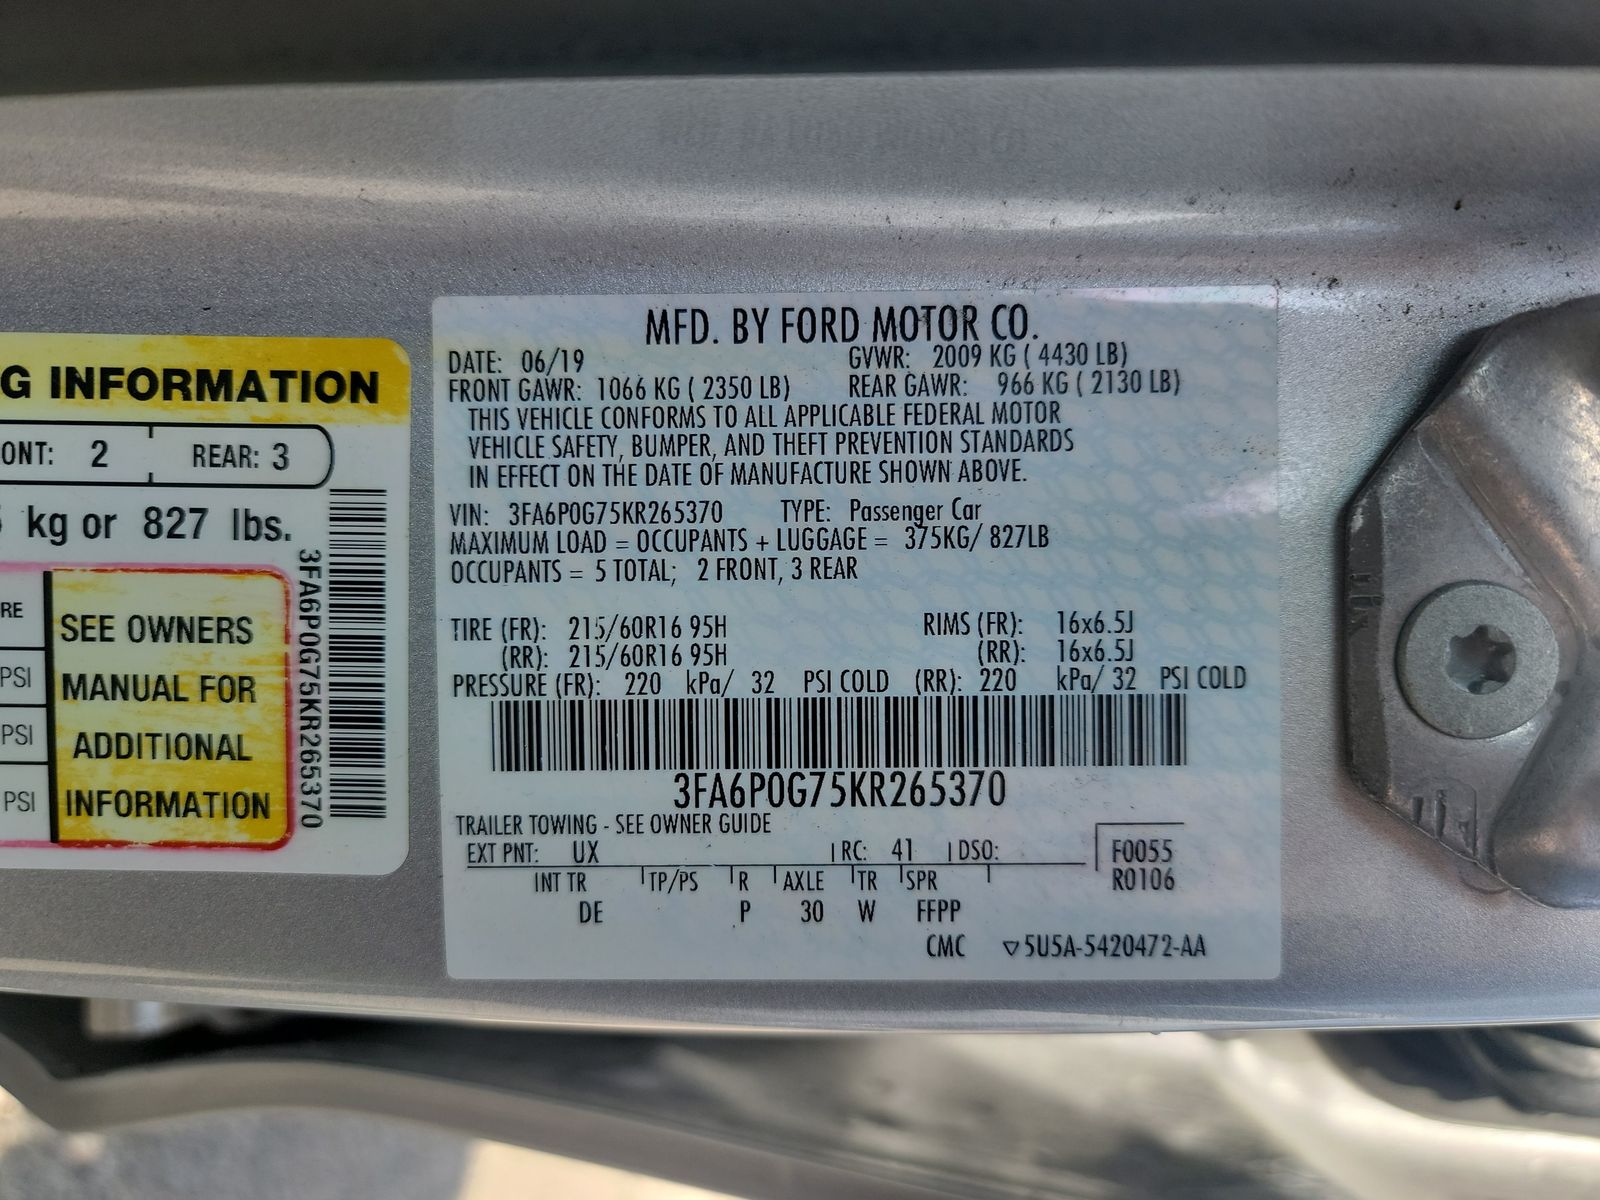 G INFORMATION
ONT: 2 REAR: 3
kg or 827 lbs.
RE
PSI
PSI
PSI
SEE OWNERS
MANUAL FOR
ADDITIONAL
INFORMATION
3FA6P0G75KR265370
MFD. BY FORD MOTOR CO.
DATE: 06/19 GVWR: 2009 KG ( 4430 LB)
FRONT GAWR: 1066 KG ( 2350 LB) REAR GAWR: 966 KG ( 2130 LB)
THIS VEHICLE CONFORMS TO ALL APPLICABLE FEDERAL MOTOR
VEHICLE SAFETY, BUMPER, AND THEFT PREVENTION STANDARDS
IN EFFECT ON THE DATE OF MANUFACTURE SHOWN ABOVE.
VIN: 3FA6P0G75KR265370 TYPE: Passenger Car
MAXIMUM LOAD = OCCUPANTS + LUGGAGE = 375KG/ 827LB
OCCUPANTS = 5 TOTAL; 2 FRONT, 3 REAR
TIRE (FR): 215/60R16 95H RIMS (FR): 16x6.5J
(RR): 215/60R16 95H (RR): 16x6.5J
PRESSURE (FR): 220 kPa/ 32 PSI COLD (RR): 220 kPa/ 32 PSI COLD
3FA6P0G75KR265370
TRAILER TOWING - SEE OWNER GUIDE
EXT PNT: UX RC: 41 DSO: F0055
INT TR TP/PS R AXLE TR SPR R0106
DE P 30 W FFPP
CMC ▽5U5A-5420472-AA